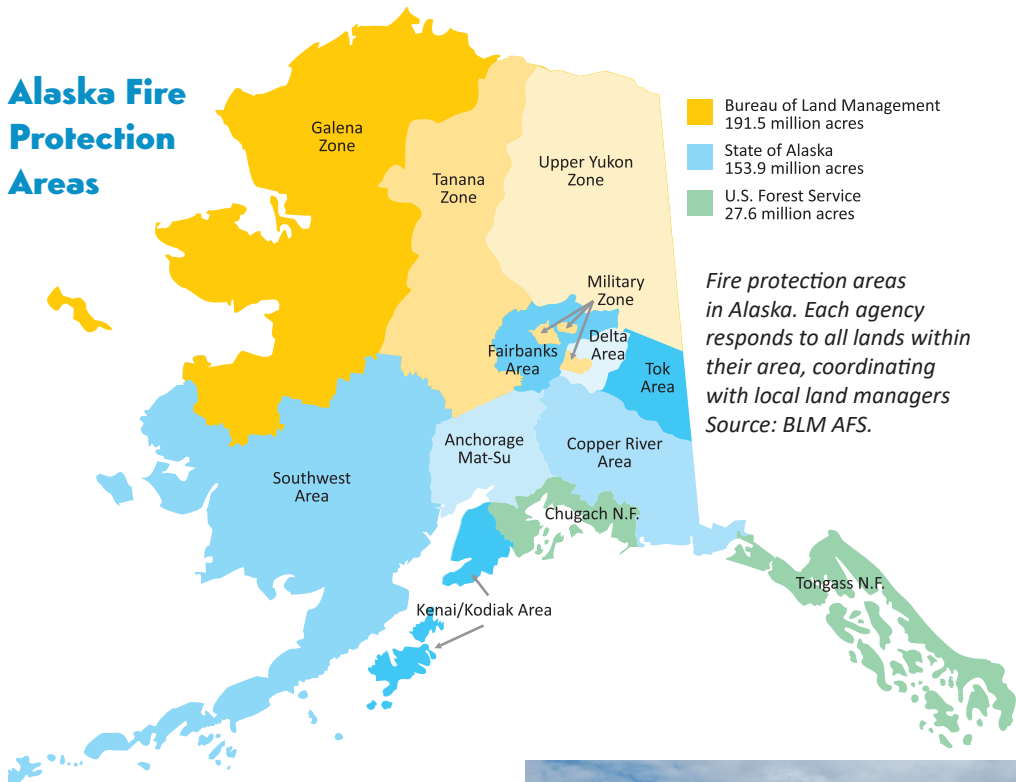 Alaska Fire
Protection
Areas
Galena
Zone
Tanana
Zone
Upper Yukon
Zone
Bureau of Land Management
191.5 million acres
State of Alaska
153.9 million acres
U.S. Forest Service
27.6 million acres
Military
Zone
Fairbanks
Area
Delta
Area
Tok
Area
Fire protection areas
in Alaska. Each agency
responds to all lands within
their area, coordinating
with local land managers
Source: BLM AFS.
Anchorage
Mat-Su
Copper River
Area
Southwest
Area
Chugach N.F.
Tongass N.F.
Kenai/Kodiak Area